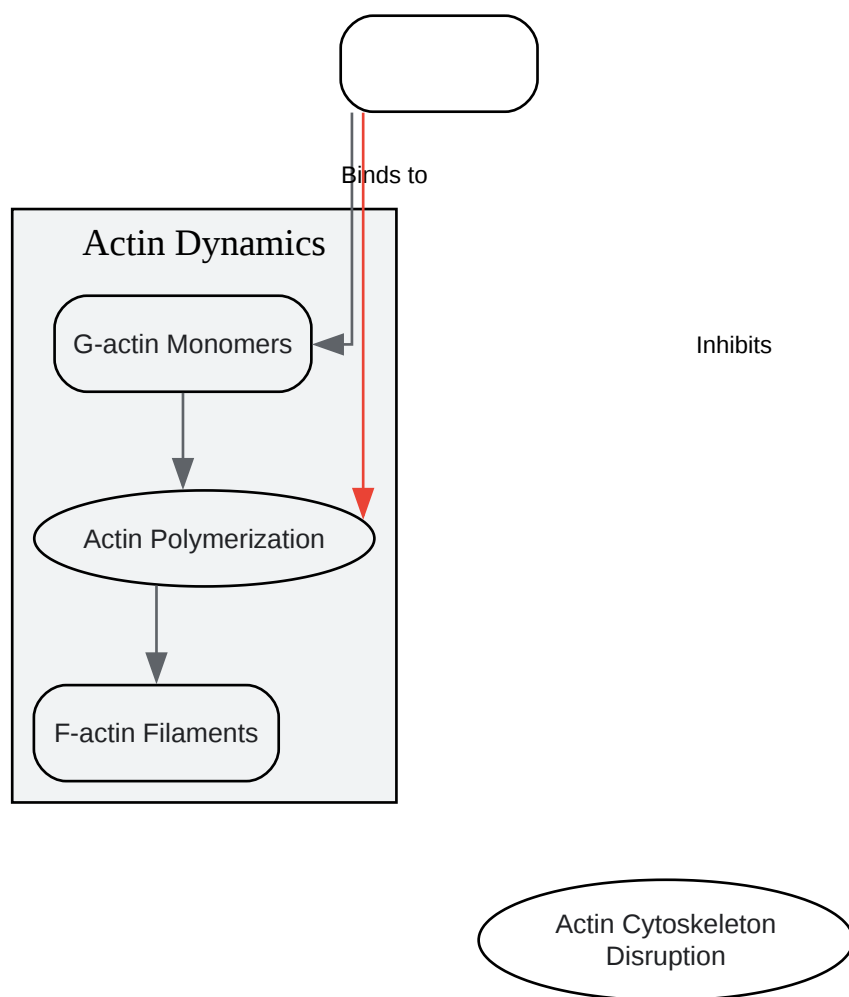 Binds to
Actin Dynamics
G-actin Monomers
Inhibits
Actin Polymerization
F-actin Filaments
Actin Cytoskeleton
Disruption